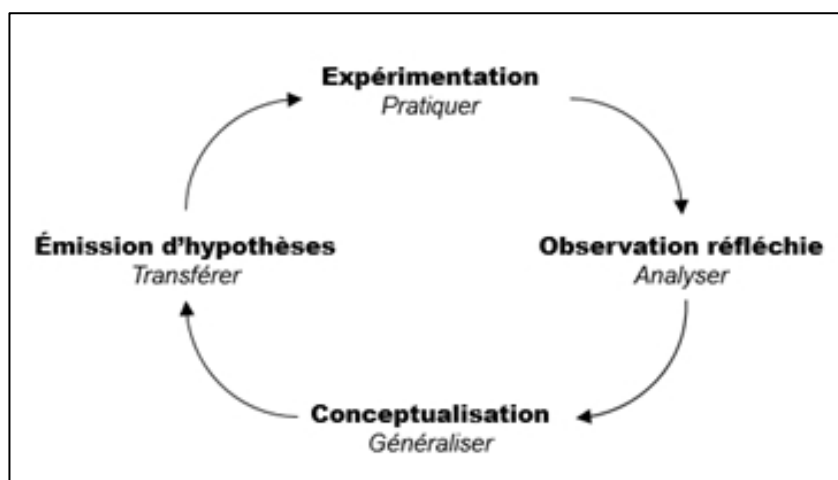 Expérimentation
Pratiquer
Observation réfléchie
Analyser
Conceptualisation
Généraliser
Émission d'hypothèses
Transférer